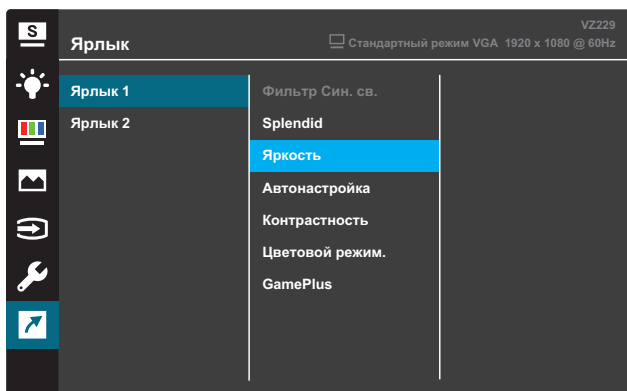 S
VZ229
Ярлык
Стандартный режим VGA 1920 x 1080 @ 60Hz
Ярлык 1
Ярлык 2
Фильтр Син. св.
Splendid
Яркость
Автонастройка
Контрастность
Цветовой режим.
GamePlus